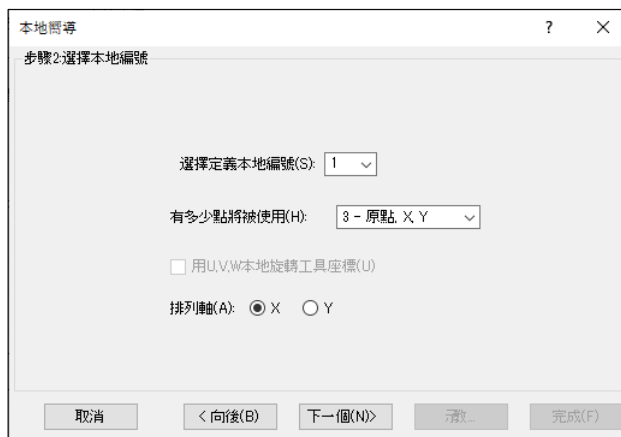 本地嚮導
?
步驟2:選擇本地編號
選擇定義本地編號(S): 1
有多少點將被使用(H): 3 - 原點, X, Y
用U,V,W本地旋轉工具座標(U)
排列軸(A): X Y
取消 < 向後(B) 下一個(N)> 示教... 完成(F)